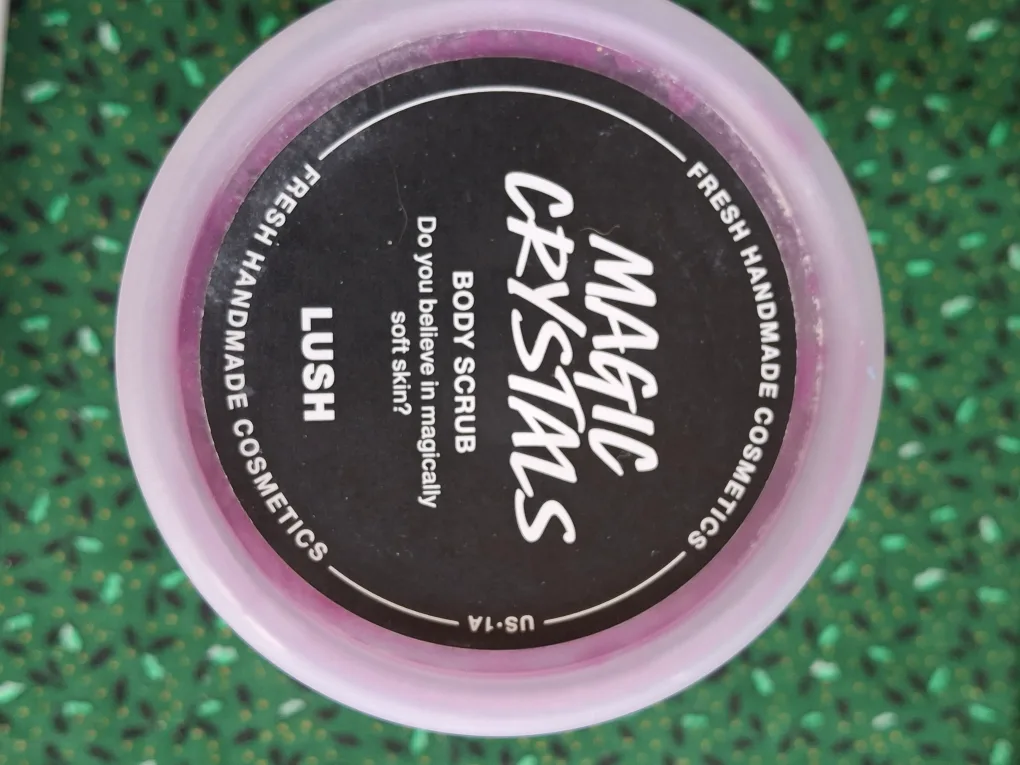 FRESH HANDMADE COSMETICS
MAGIC
CRYSTALS
BODY SCRUB
Do you believe in magically
soft skin?
LUSH
FRESH HANDMADE COSMETICS
US·1A